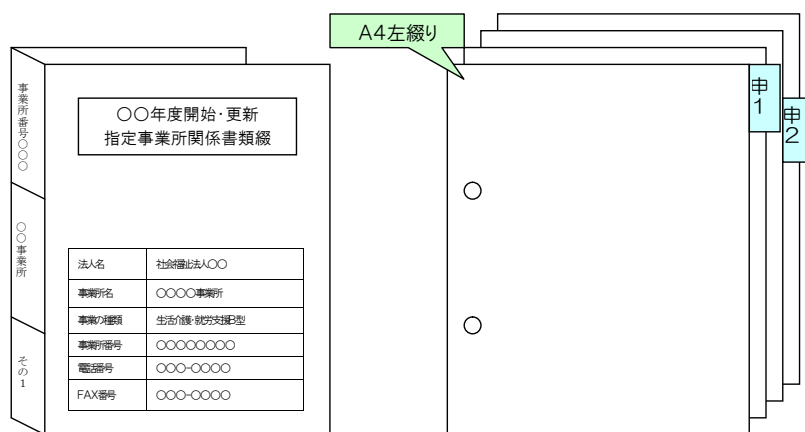 A4左綴り
事業所番号〇〇〇
〇〇事業所
その1
〇〇年度開始・更新
指定事業所関係書類綴
法人名 社会福祉法人〇〇
事業所名 〇〇〇〇事業所
事業の種類 生活介護・就労支援B型
事業所番号 〇〇〇〇〇〇〇〇
電話番号 〇〇〇-〇〇〇〇
FAX番号 〇〇〇-〇〇〇〇
申1
申2